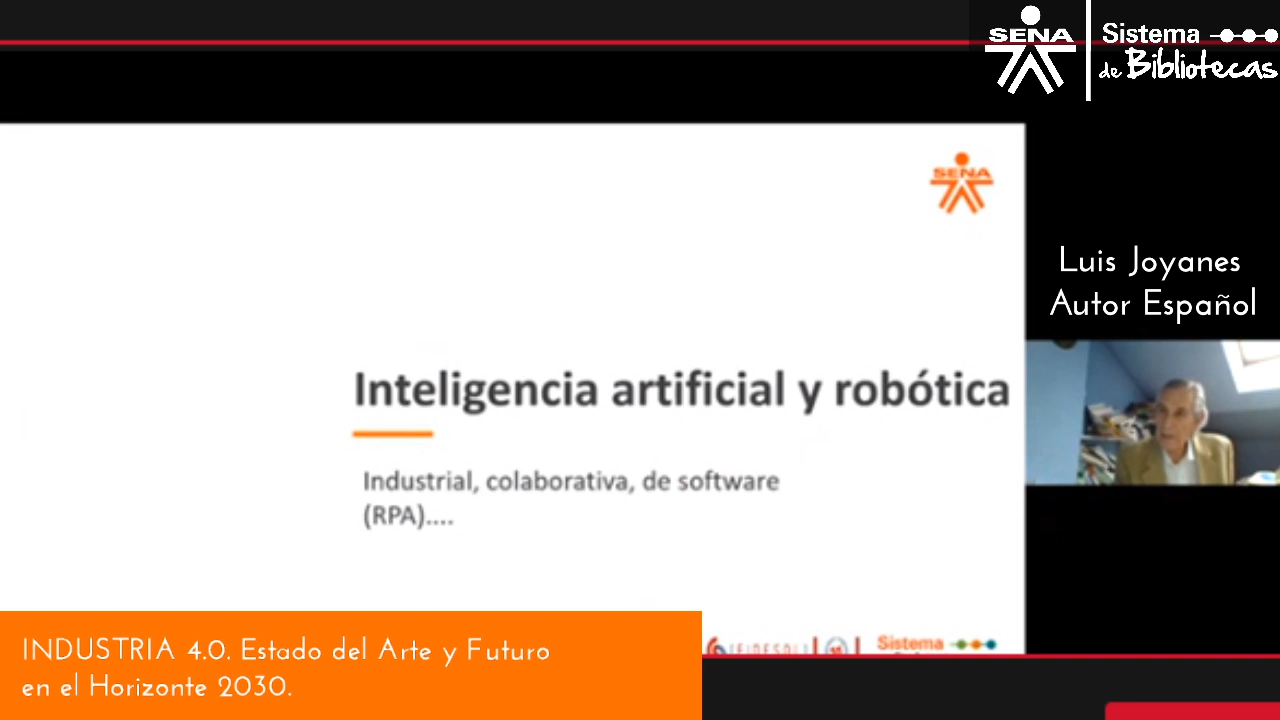 SENA
Sistema
de Bibliotecas
SENA
Luis Joyanes
Autor Español
Inteligencia artificial y robótica
Industrial, colaborativa, de software
(RPA)....
Sistema
INDUSTRIA 4.0. Estado del Arte y Futuro
en el Horizonte 2030.